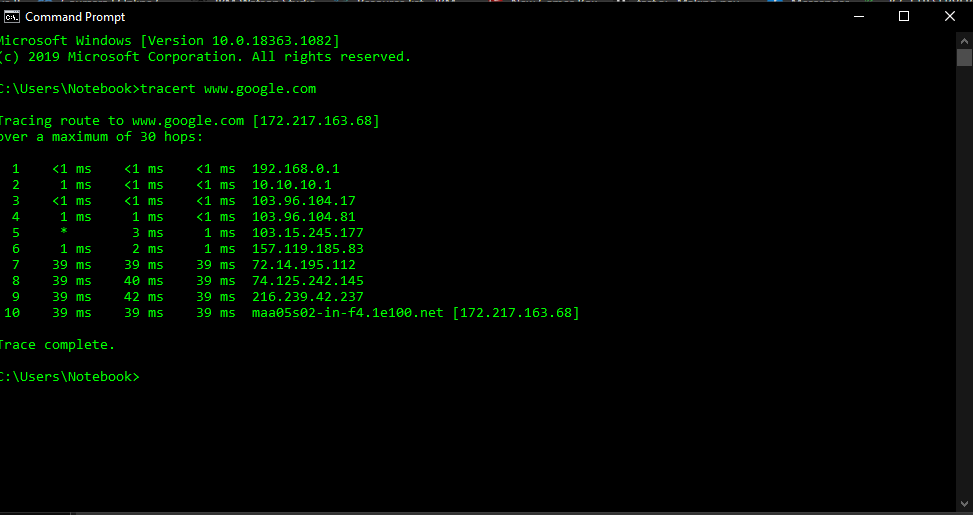 Command Prompt
Microsoft Windows [Version 10.0.18363.1082]
(c) 2019 Microsoft Corporation. All rights reserved.
C:\Users\Notebook>tracert www.google.com
Tracing route to www.google.com [172.217.163.68]
over a maximum of 30 hops:
1 <1 ms <1 ms <1 ms 192.168.0.1
2 1 ms <1 ms <1 ms 10.10.10.1
3 <1 ms <1 ms <1 ms 103.96.104.17
4 1 ms 1 ms <1 ms 103.96.104.81
5 * 3 ms 1 ms 103.15.245.177
6 1 ms 2 ms 1 ms 157.119.185.83
7 39 ms 39 ms 39 ms 72.14.195.112
8 39 ms 40 ms 39 ms 74.125.242.145
9 39 ms 42 ms 39 ms 216.239.42.237
10 39 ms 39 ms 39 ms maa05s02-in-f4.1e100.net [172.217.163.68]
Trace complete.
C:\Users\Notebook>